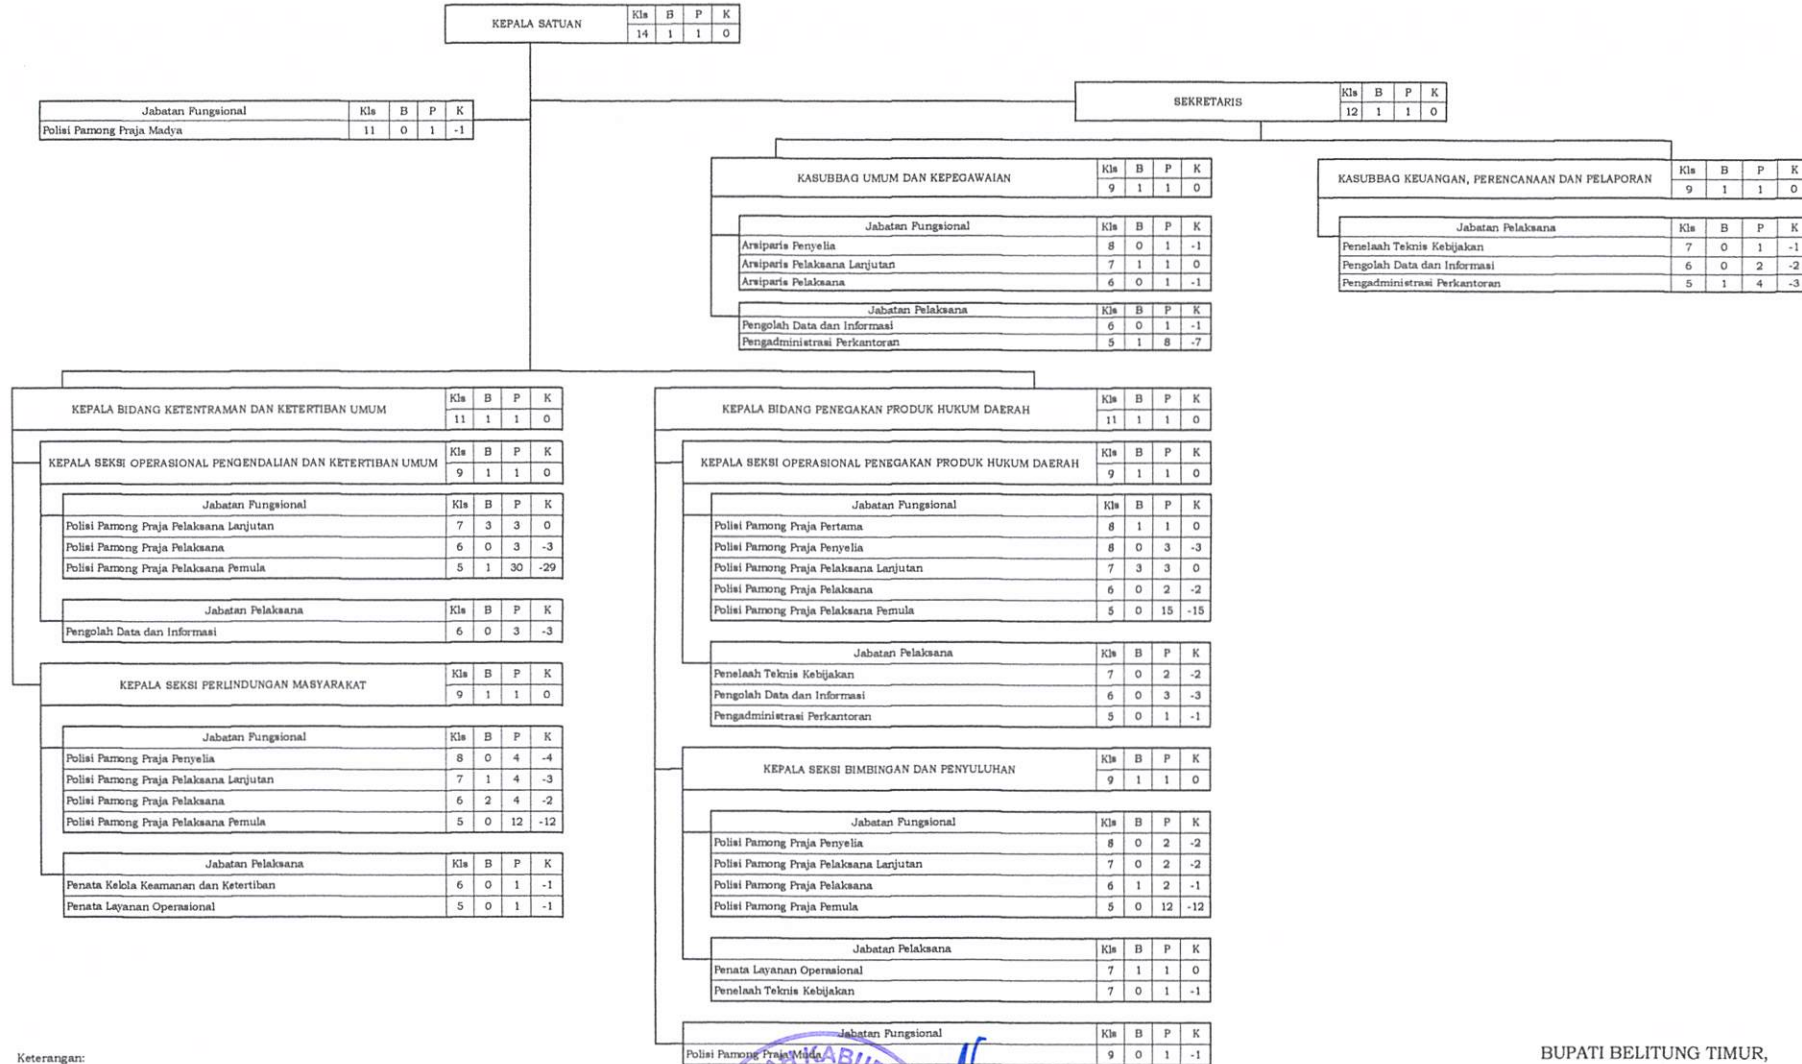 KEPALA SATUAN Kls B P K
14 1 1 0
SEKRETARIS Kls B P K
12 1 1 0
Jabatan Fungsional Kls B P K
Polisi Pamong Praja Madya 11 0 1 -1
KASUBBAG UMUM DAN KEPEGAWAIAN Kls B P K
9 1 1 0
Jabatan Fungsional Kls B P K
Arsiparis Penyelia 8 0 1 -1
Arsiparis Pelaksana Lanjutan 7 1 1 0
Arsiparis Pelaksana 6 0 1 -1
Jabatan Pelaksana Kls B P K
Pengolah Data dan Informasi 6 0 1 -1
Pengadministrasi Perkantoran 5 1 8 -7
KASUBBAG KEUANGAN, PERENCANAAN DAN PELAPORAN Kls B P K
9 1 1 0
Jabatan Pelaksana Kls B P K
Penelaah Teknis Kebijakan 7 0 1 -1
Pengolah Data dan Informasi 6 0 2 -2
Pengadministrasi Perkantoran 5 1 4 -3
KEPALA BIDANG KETENTRAMAN DAN KETERTIBAN UMUM Kls B P K
11 1 1 0
KEPALA SEKSI OPERASIONAL PENGENDALIAN DAN KETERTIBAN UMUM Kls B P K
9 1 1 0
Jabatan Fungsional Kls B P K
Polisi Pamong Praja Pelaksana Lanjutan 7 3 3 0
Polisi Pamong Praja Pelaksana 6 0 3 -3
Polisi Pamong Praja Pelaksana Pemula 5 1 30 -29
Jabatan Pelaksana Kls B P K
Pengolah Data dan Informasi 6 0 3 -3
KEPALA SEKSI PERLINDUNGAN MASYARAKAT Kls B P K
9 1 1 0
Jabatan Fungsional Kls B P K
Polisi Pamong Praja Penyelia 8 0 4 -4
Polisi Pamong Praja Pelaksana Lanjutan 7 1 4 -3
Polisi Pamong Praja Pelaksana 6 2 4 -2
Polisi Pamong Praja Pelaksana Pemula 5 0 12 -12
Jabatan Pelaksana Kls B P K
Penata Kelola Keamanan dan Ketertiban 6 0 1 -1
Penata Layanan Operasional 5 0 1 -1
KEPALA BIDANG PENEGAKAN PRODUK HUKUM DAERAH Kls B P K
11 1 1 0
KEPALA SEKSI OPERASIONAL PENEGAKAN PRODUK HUKUM DAERAH Kls B P K
9 1 1 0
Jabatan Fungsional Kls B P K
Polisi Pamong Praja Pertama 8 1 1 0
Polisi Pamong Praja Penyelia 8 0 3 -3
Polisi Pamong Praja Pelaksana Lanjutan 7 3 3 0
Polisi Pamong Praja Pelaksana 6 0 2 -2
Polisi Pamong Praja Pelaksana Pemula 5 0 15 -15
Jabatan Pelaksana Kls B P K
Penelaah Teknis Kebijakan 7 0 2 -2
Pengolah Data dan Informasi 6 0 3 -3
Pengadministrasi Perkantoran 5 0 1 -1
KEPALA SEKSI BIMBINGAN DAN PENYULUHAN Kls B P K
9 1 1 0
Jabatan Fungsional Kls B P K
Polisi Pamong Praja Penyelia 8 0 2 -2
Polisi Pamong Praja Pelaksana Lanjutan 7 0 2 -2
Polisi Pamong Praja Pelaksana 6 1 2 -1
Polisi Pamong Praja Pemula 5 0 12 -12
Jabatan Pelaksana Kls B P K
Penata Layanan Operasional 7 1 1 0
Penelaah Teknis Kebijakan 7 0 1 -1
Jabatan Fungsional Kls B P K
Polisi Pamong Praja Muda 9 0 1 -1
Keterangan:
BUPATI BELITUNG TIMUR,